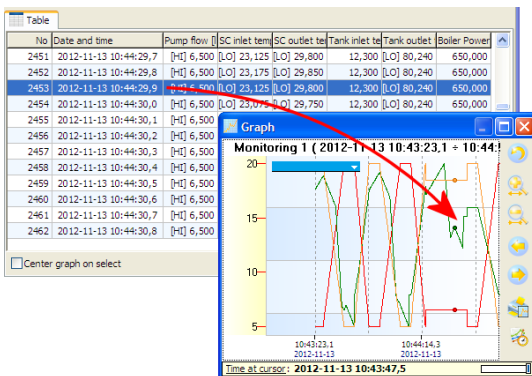 Table
No Date and time Pump flow [ SC inlet tem SC outlet te Tank inlet te Tank outlet Boiler Power
2451 2012-11-13 10:44:29,7 [HI] 6,500 [LO] 23,125 [LO] 29,800 12,300 [LO] 80,240 650,000
2452 2012-11-13 10:44:29,8 [HI] 6,500 [LO] 23,175 [LO] 29,850 12,300 [LO] 80,240 650,000
2453 2012-11-13 10:44:29,9 [HI] 6,500 [LO] 23,125 [LO] 29,800 12,300 [LO] 80,240 650,000
2454 2012-11-13 10:44:30,0 [HI] 6,500 [LO] 23,075 [LO] 29,750 12,300 [LO] 80,240 650,000
2455 2012-11-13 10:44:30,1 [HI] 6,500
2456 2012-11-13 10:44:30,2 [HI] 6,500
2457 2012-11-13 10:44:30,3 [HI] 6,500
2458 2012-11-13 10:44:30,4 [HI] 6,500
2459 2012-11-13 10:44:30,5 [HI] 6,500
2460 2012-11-13 10:44:30,6 [HI] 6,500
2461 2012-11-13 10:44:30,7 [HI] 6,500
2462 2012-11-13 10:44:30,8 [HI] 6,500
Center graph on select
Graph
Monitoring 1 ( 2012-11-13 10:43:23,1 ÷ 10:44:
20
15
10
5
10:43:23,1 10:44:14,3
2012-11-13 2012-11-13
Time at cursor: 2012-11-13 10:43:47,5